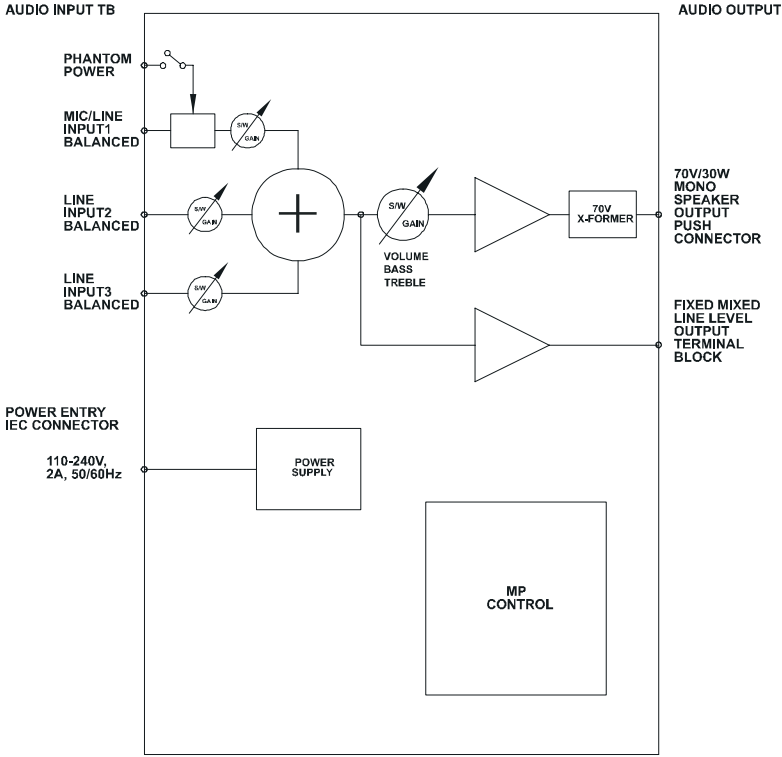 AUDIO INPUT TB
AUDIO OUTPUT
PHANTOM
POWER
MIC/LINE
INPUT1
BALANCED
S/W
GAIN
LINE
INPUT2
BALANCED
S/W
GAIN
+
S/W
GAIN
VOLUME
BASS
TREBLE
70V
X-FORMER
70V/30W
MONO
SPEAKER
OUTPUT
PUSH
CONNECTOR
LINE
INPUT3
BALANCED
S/W
GAIN
FIXED MIXED
LINE LEVEL
OUTPUT
TERMINAL
BLOCK
POWER ENTRY
IEC CONNECTOR
110-240V,
2A, 50/60Hz
POWER
SUPPLY
MP
CONTROL